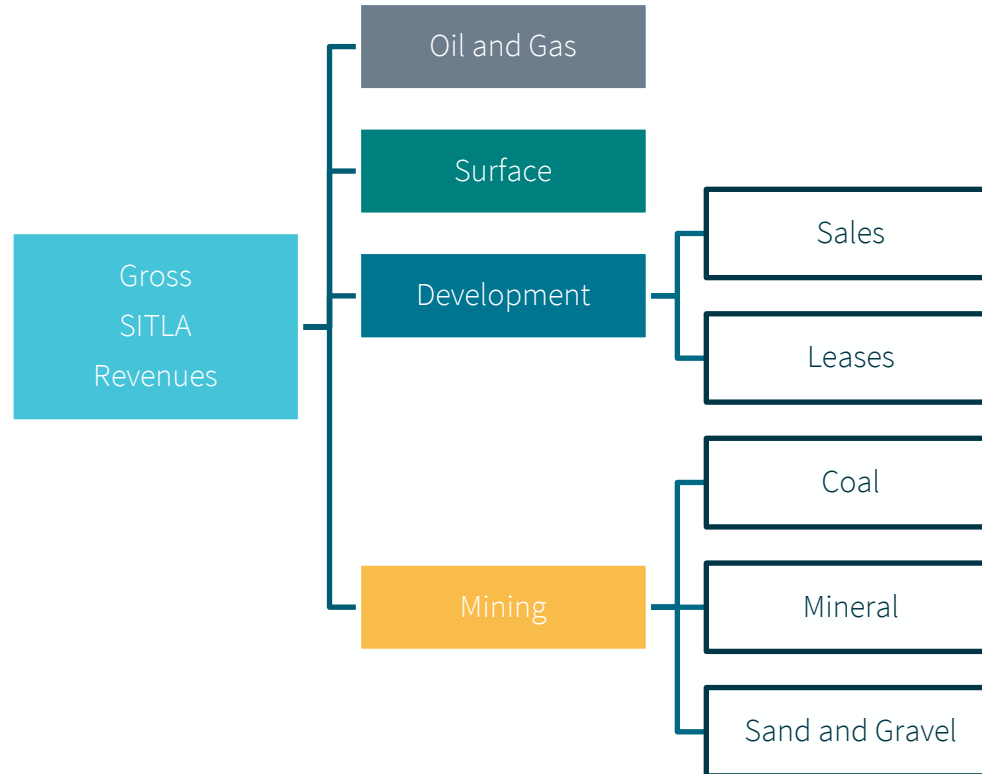 Oil and Gas
Surface
Sales
Gross
SITLA
Revenues
Development
Leases
Coal
Mining
Mineral
Sand and Gravel